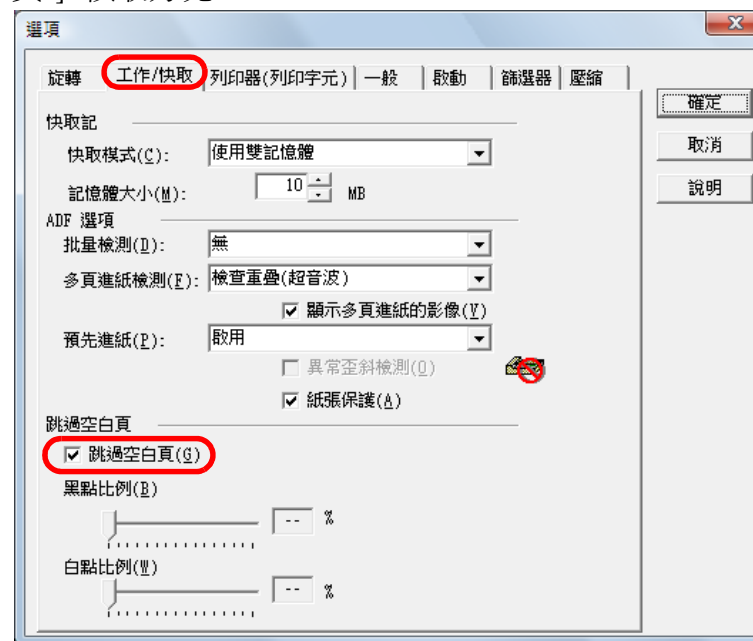 選項
旋轉 工作/快取 列印器(列印字元) 一般 啟動 篩選器 壓縮
確定
取消
說明
快取記
快取模式(C): 使用雙記憶體
記憶體大小(M): 10 MB
ADF 選項
批量檢測(D): 無
多頁進紙檢測(F): 檢查重疊(超音波)
顯示多頁進紙的影像(V)
預先進紙(P): 啟用
異常歪斜檢測(O)
紙張保護(A)
跳過空白頁
跳過空白頁(G)
黑點比例(B)
-- %
白點比例(W)
-- %